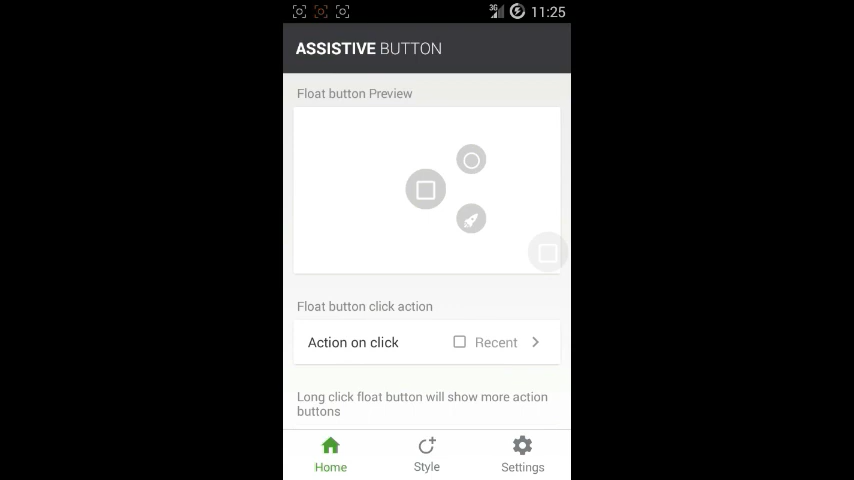 3G 11:25
ASSISTIVE BUTTON
Float button Preview
Float button click action
Action on click Recent
Long click float button will show more action
buttons
Home Style Settings